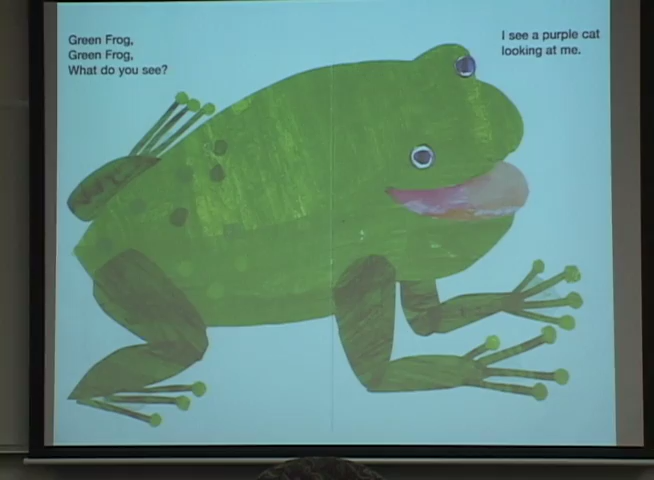 Green Frog,
Green Frog,
What do you see?
I see a purple cat
looking at me.